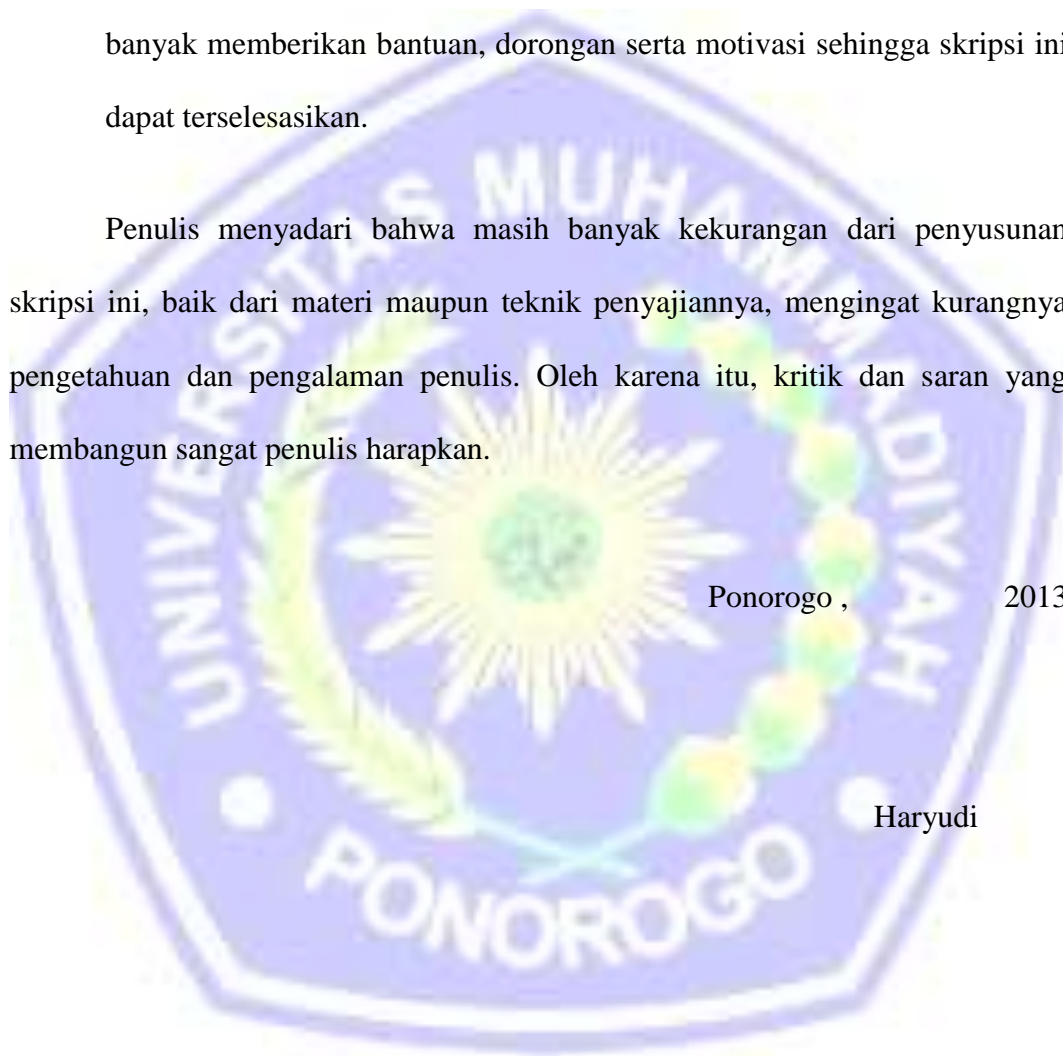 banyak memberikan bantuan, dorongan serta motivasi sehingga skripsi ini
dapat terselesasikan.
Penulis menyadari bahwa masih banyak kekurangan dari penyusunan
skripsi ini, baik dari materi maupun teknik penyajiannya, mengingat kurangnya
pengetahuan dan pengalaman penulis. Oleh karena itu, kritik dan saran yang
membangun sangat penulis harapkan.
Ponorogo , 2013
Haryudi
UNIVERSITAS MUHAMMADIYAH
PONOROGO